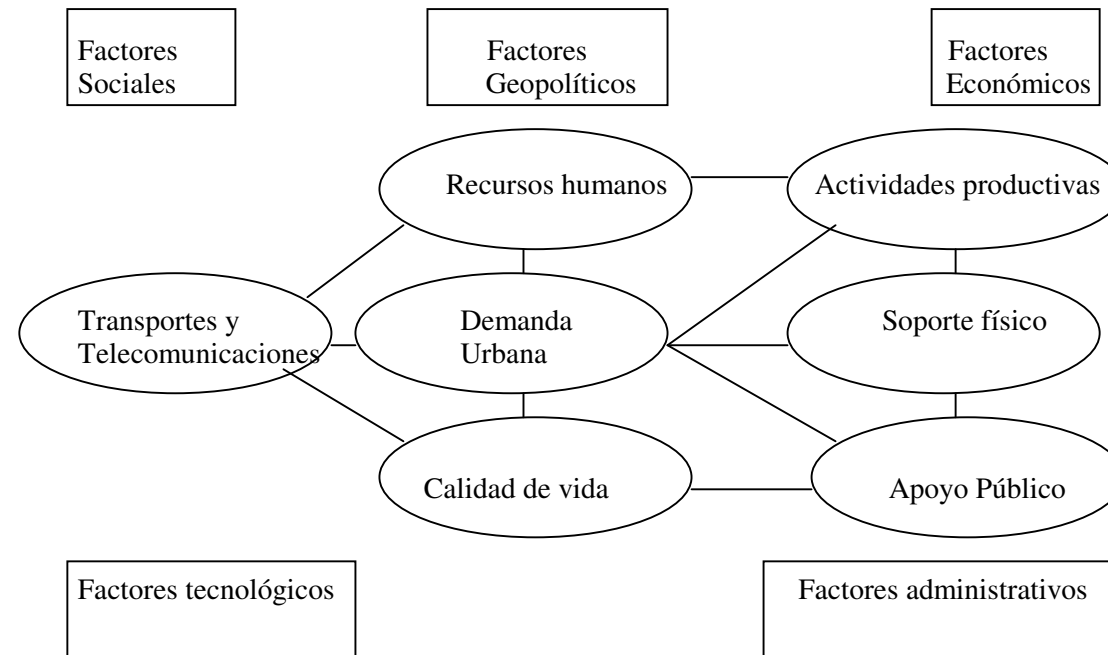 Factores
Sociales
Factores
Geopolíticos
Factores
Económicos
Recursos humanos
Actividades productivas
Transportes y
Telecomunicaciones
Demanda
Urbana
Soporte físico
Calidad de vida
Apoyo Público
Factores tecnológicos
Factores administrativos